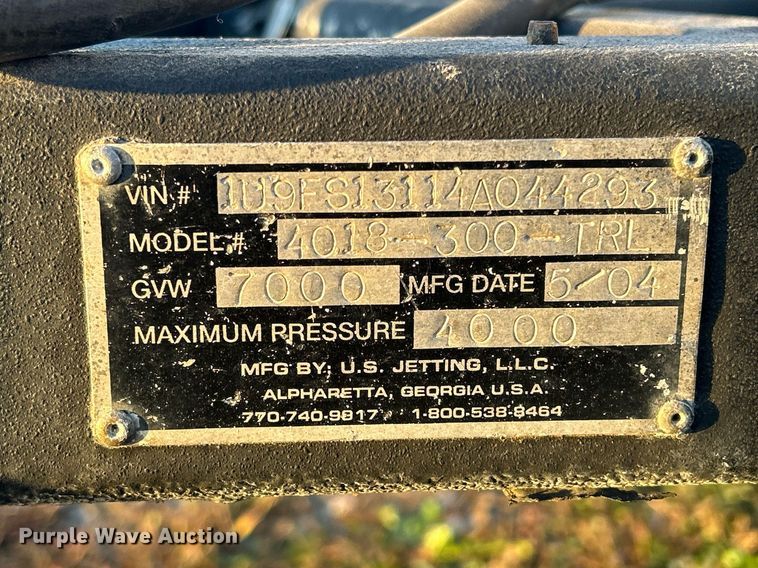 VIN # 1U9FS13114A044293
MODEL# 4018-300-TRL
GVW 7000 MFG DATE 5/04
MAXIMUM PRESSURE 4000
MFG BY; U.S. JETTING, L.L.C.
ALPHARETTA, GEORGIA U.S.A.
770-740-9817 1-800-538-8464
Purple Wave Auction